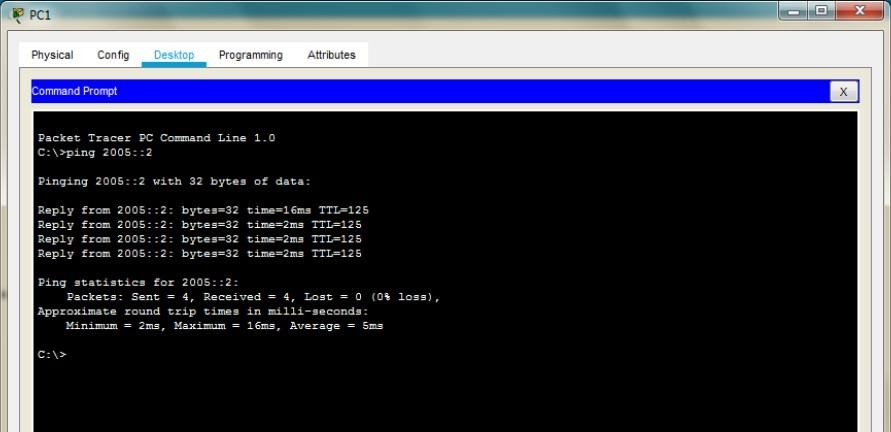 PC1
Physical Config Desktop Programming Attributes
Command Prompt X
Packet Tracer PC Command Line 1.0
C:\>ping 2005::2
Pinging 2005::2 with 32 bytes of data:
Reply from 2005::2: bytes=32 time=16ms TTL=125
Reply from 2005::2: bytes=32 time=2ms TTL=125
Reply from 2005::2: bytes=32 time=2ms TTL=125
Reply from 2005::2: bytes=32 time=2ms TTL=125
Ping statistics for 2005::2:
Packets: Sent = 4, Received = 4, Lost = 0 (0% loss),
Approximate round trip times in milli-seconds:
Minimum = 2ms, Maximum = 16ms, Average = 5ms
C:\>